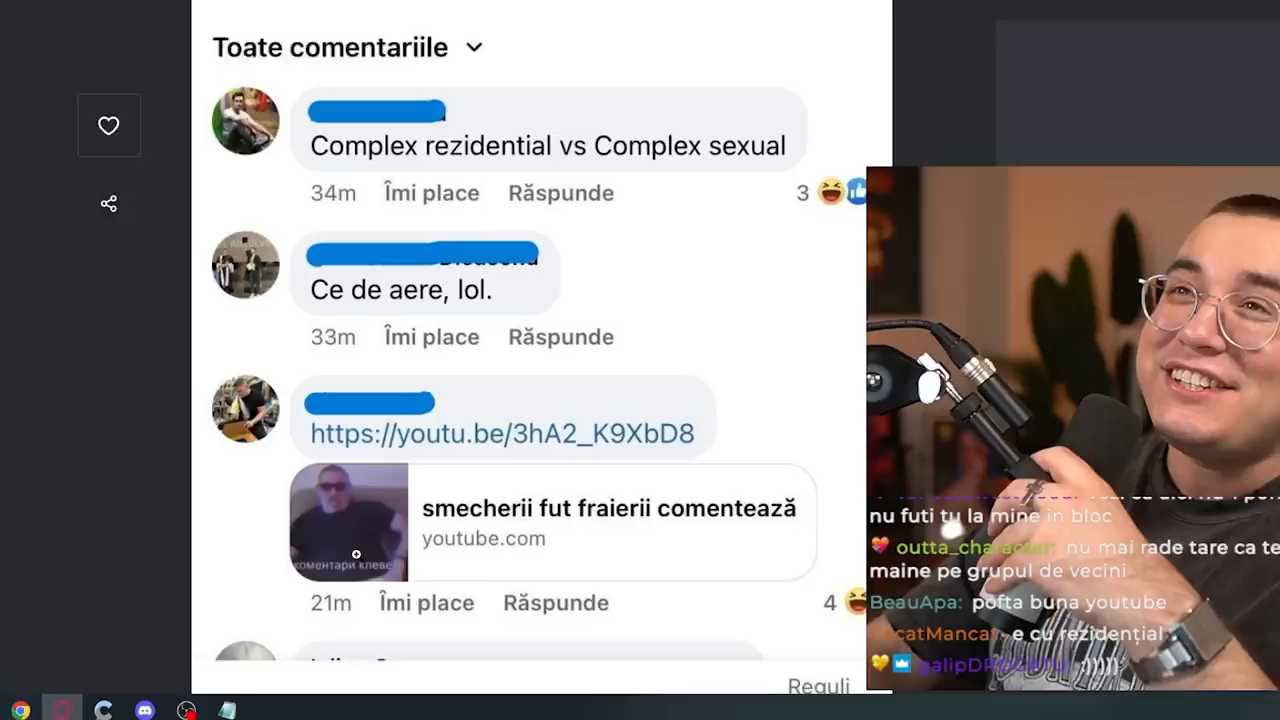 Toate comentariile
Complex rezidential vs Complex sexual
34m Îmi place Răspunde 3
Ce de aere, lol.
33m Îmi place Răspunde
https://youtu.be/3hA2_K9XbD8
smecherii fut fraierii comentează
youtube.com
коментари клеве
21m Îmi place Răspunde 4
Reguli
nu futi tu la mine in bloc
outta_character: nu mai rade tare ca te
maine pe grupul de vecini
BeauApa: pofta buna youtube
e cu rezidențial
:)))))